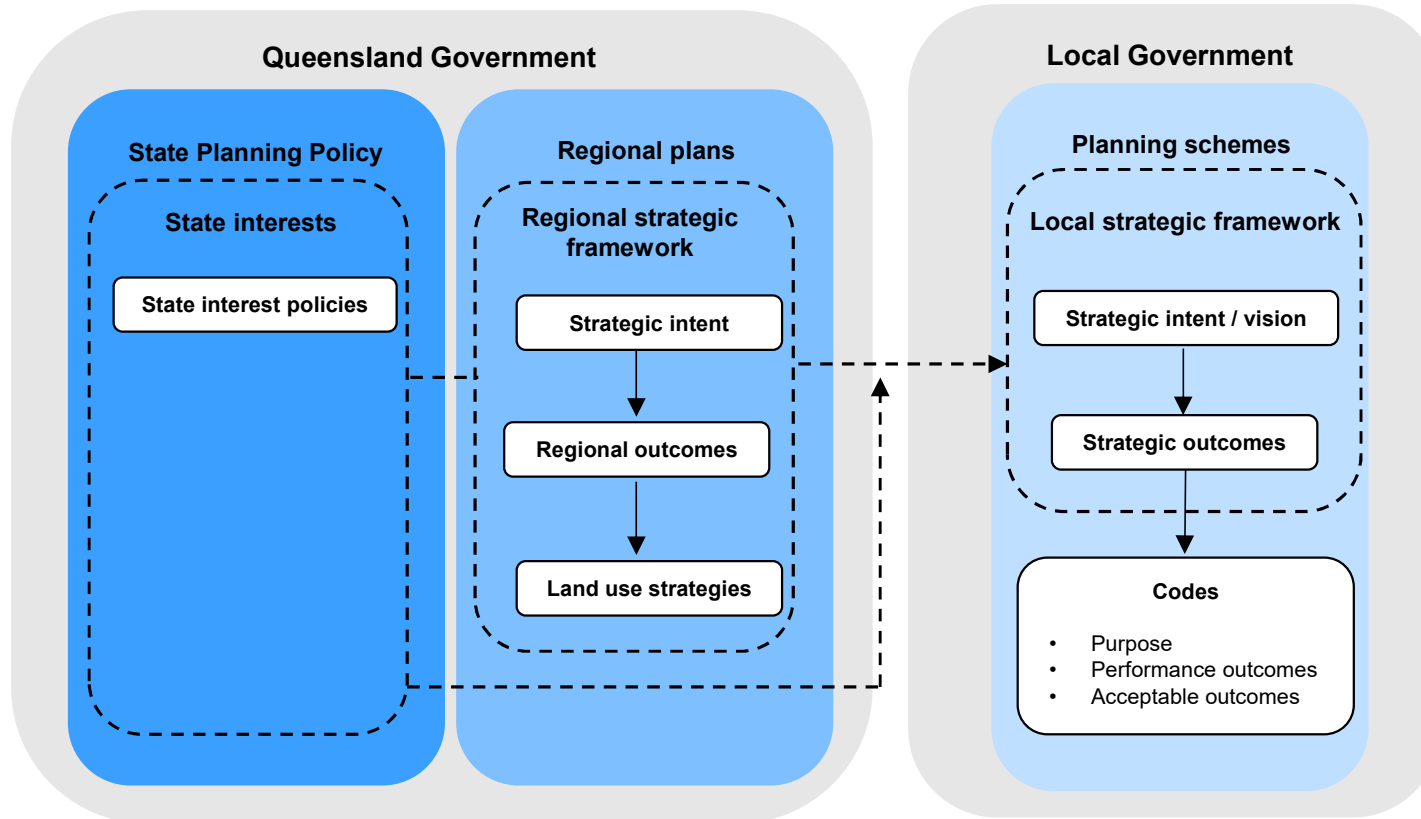 Queensland Government
State Planning Policy
State interests
State interest policies
Regional plans
Regional strategic
framework
Strategic intent
Regional outcomes
Land use strategies
Local Government
Planning schemes
Local strategic framework
Strategic intent / vision
Strategic outcomes
Codes
• Purpose
• Performance outcomes
• Acceptable outcomes